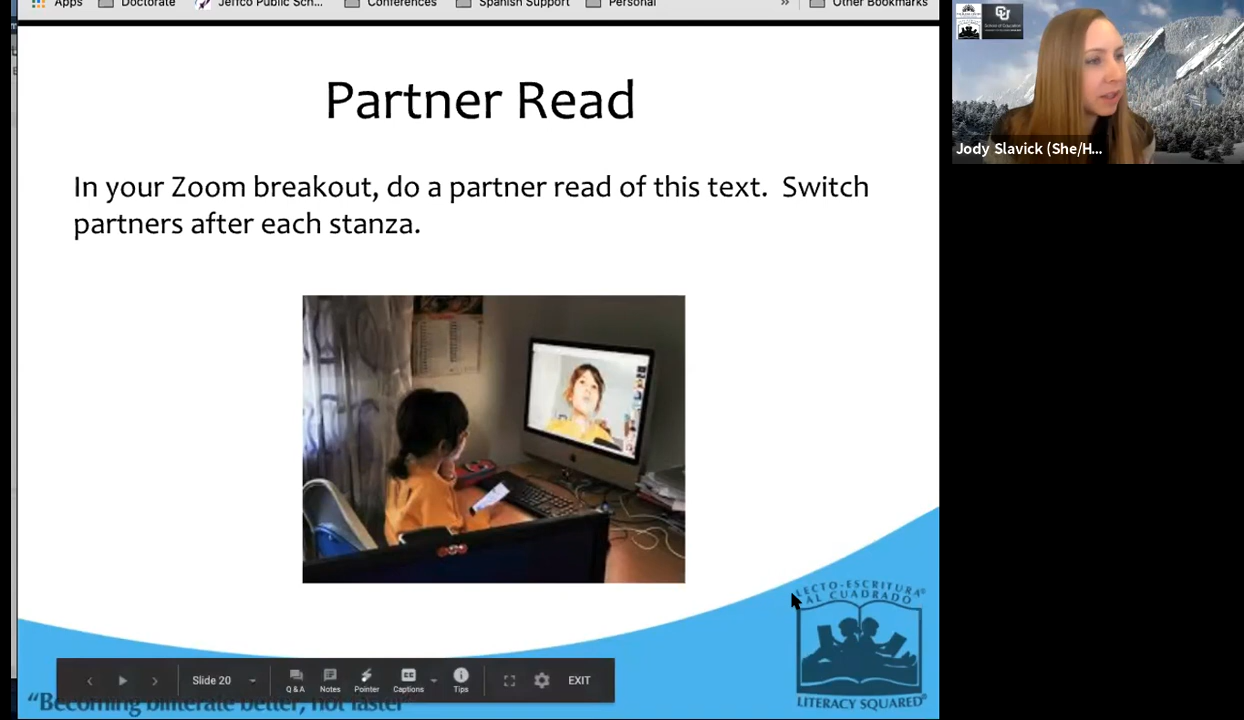 Apps Doctorate Jeffco Public Sch... Conferences Spanish Support Personal » Other Bookmarks
Partner Read
In your Zoom breakout, do a partner read of this text. Switch
partners after each stanza.
Jody Slavick (She/H...
LECTO-ESCRITURA
AL CUADRADO
LITERACY SQUARED®
Slide 20
Q&A Notes Pointer Captions Tips EXIT
"Becoming biliterate better, not faster"